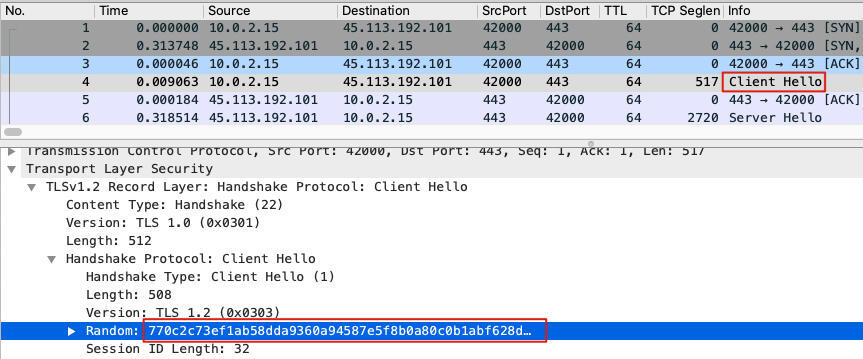 No. Time Source Destination SrcPort DstPort TTL TCP Seglen Info
1 0.000000 10.0.2.15 45.113.192.101 42000 443 64 0 42000 → 443 [SYN]
2 0.313748 45.113.192.101 10.0.2.15 443 42000 64 0 443 → 42000 [SYN,
3 0.000046 10.0.2.15 45.113.192.101 42000 443 64 0 42000 → 443 [ACK]
4 0.009063 10.0.2.15 45.113.192.101 42000 443 64 517 Client Hello
5 0.000184 45.113.192.101 10.0.2.15 443 42000 64 0 443 → 42000 [ACK]
6 0.318514 45.113.192.101 10.0.2.15 443 42000 64 2720 Server Hello
Transmission Control Protocol, Src Port: 42000, Dst Port: 443, Seq: 1, Ack: 1, Len: 517
Transport Layer Security
TLSv1.2 Record Layer: Handshake Protocol: Client Hello
Content Type: Handshake (22)
Version: TLS 1.0 (0x0301)
Length: 512
Handshake Protocol: Client Hello
Handshake Type: Client Hello (1)
Length: 508
Version: TLS 1.2 (0x0303)
Random: 770c2c73ef1ab58dda9360a94587e5f8b0a80c0b1abf628d…
Session ID Length: 32